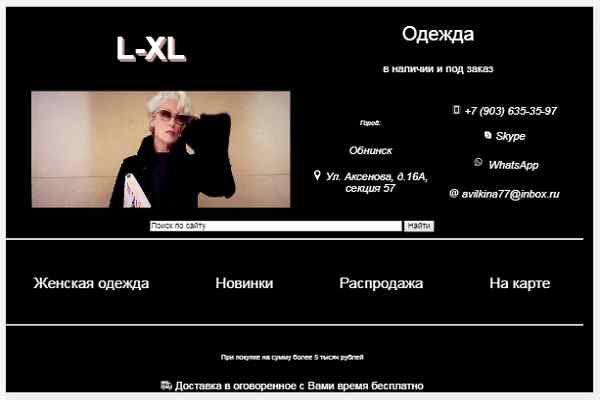 L-XL
Одежда
в наличии и под заказ
Город:
Обнинск
Ул. Аксенова, д.16А,
секция 57
+7 (903) 635-35-97
Skype
WhatsApp
@ avilkina77@inbox.ru
Поиск по сайту
Найти
Женская одежда
Новинки
Распродажа
На карте
При покупке на сумму более 5 тысяч рублей
Доставка в оговоренное с Вами время бесплатно